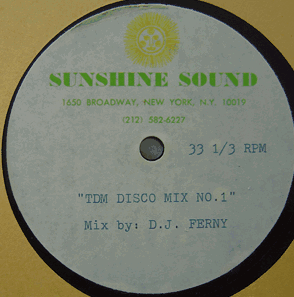 SUNSHINE SOUND
1650 BROADWAY, NEW YORK, N.Y. 10019
(212) 582-6227
33 1/3 RPM
"TDM DISCO MIX NO.1"
Mix by: D.J. FERNY